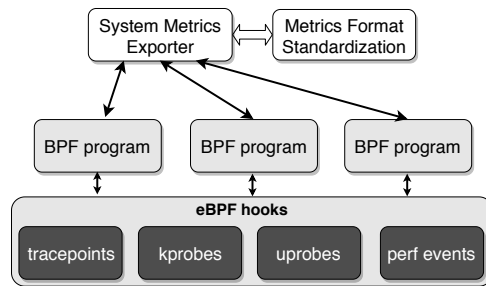 System Metrics
Exporter
Metrics Format
Standardization
BPF program
BPF program
BPF program
eBPF hooks
tracepoints
kprobes
uprobes
perf events